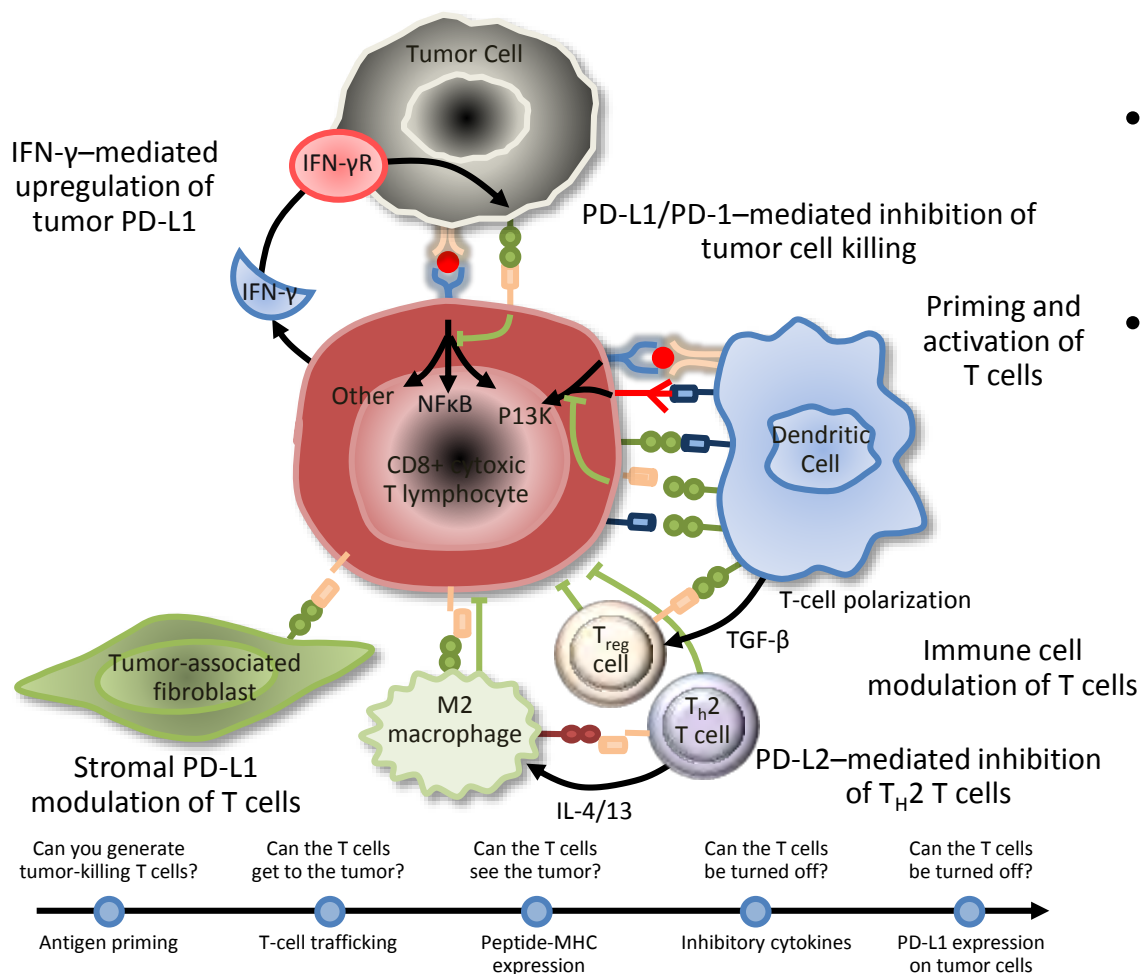 Tumor Cell
IFN-γ–mediated
upregulation of
tumor PD-L1
IFN-γR
IFN-γ
PD-L1/PD-1–mediated inhibition of
tumor cell killing
Priming and
activation of
T cells
•
•
Other
NFκB
P13K
CD8+ cytoxic
T lymphocyte
Dendritic
Cell
T-cell polarization
TGF-β
Treg
cell
Immune cell
modulation of T cells
Tumor-associated
fibroblast
M2
macrophage
Th2
T cell
Stromal PD-L1
modulation of T cells
PD-L2–mediated inhibition
of TH2 T cells
IL-4/13
Can you generate
tumor-killing T cells?
Can the T cells
get to the tumor?
Can the T cells
see the tumor?
Can the T cells
be turned off?
Can the T cells
be turned off?
Antigen priming
T-cell trafficking
Peptide-MHC
expression
Inhibitory cytokines
PD-L1 expression
on tumor cells